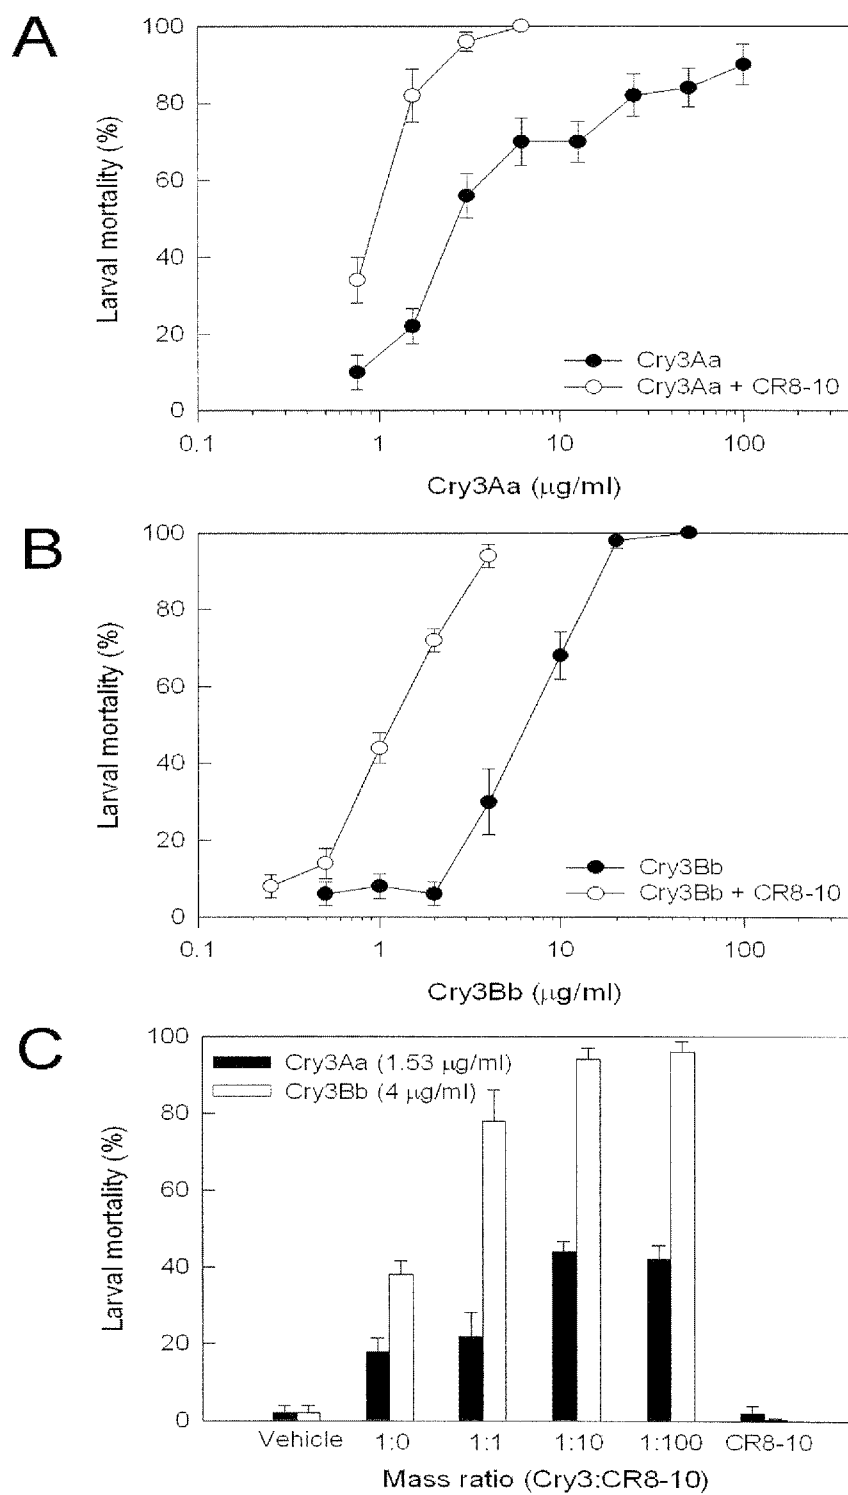 A
100
80
60
40
20
0
Larval mortality (%)
Cry3Aa
Cry3Aa + CR8-10
0.1 1 10 100
Cry3Aa (μg/ml)
B
100
80
60
40
20
0
Larval mortality (%)
Cry3Bb
Cry3Bb + CR8-10
0.1 1 10 100
Cry3Bb (μg/ml)
C
100
80
60
40
20
0
Larval mortality (%)
Cry3Aa (1.53 μg/ml)
Cry3Bb (4 μg/ml)
Vehicle 1:0 1:1 1:10 1:100 CR8-10
Mass ratio (Cry3:CR8-10)